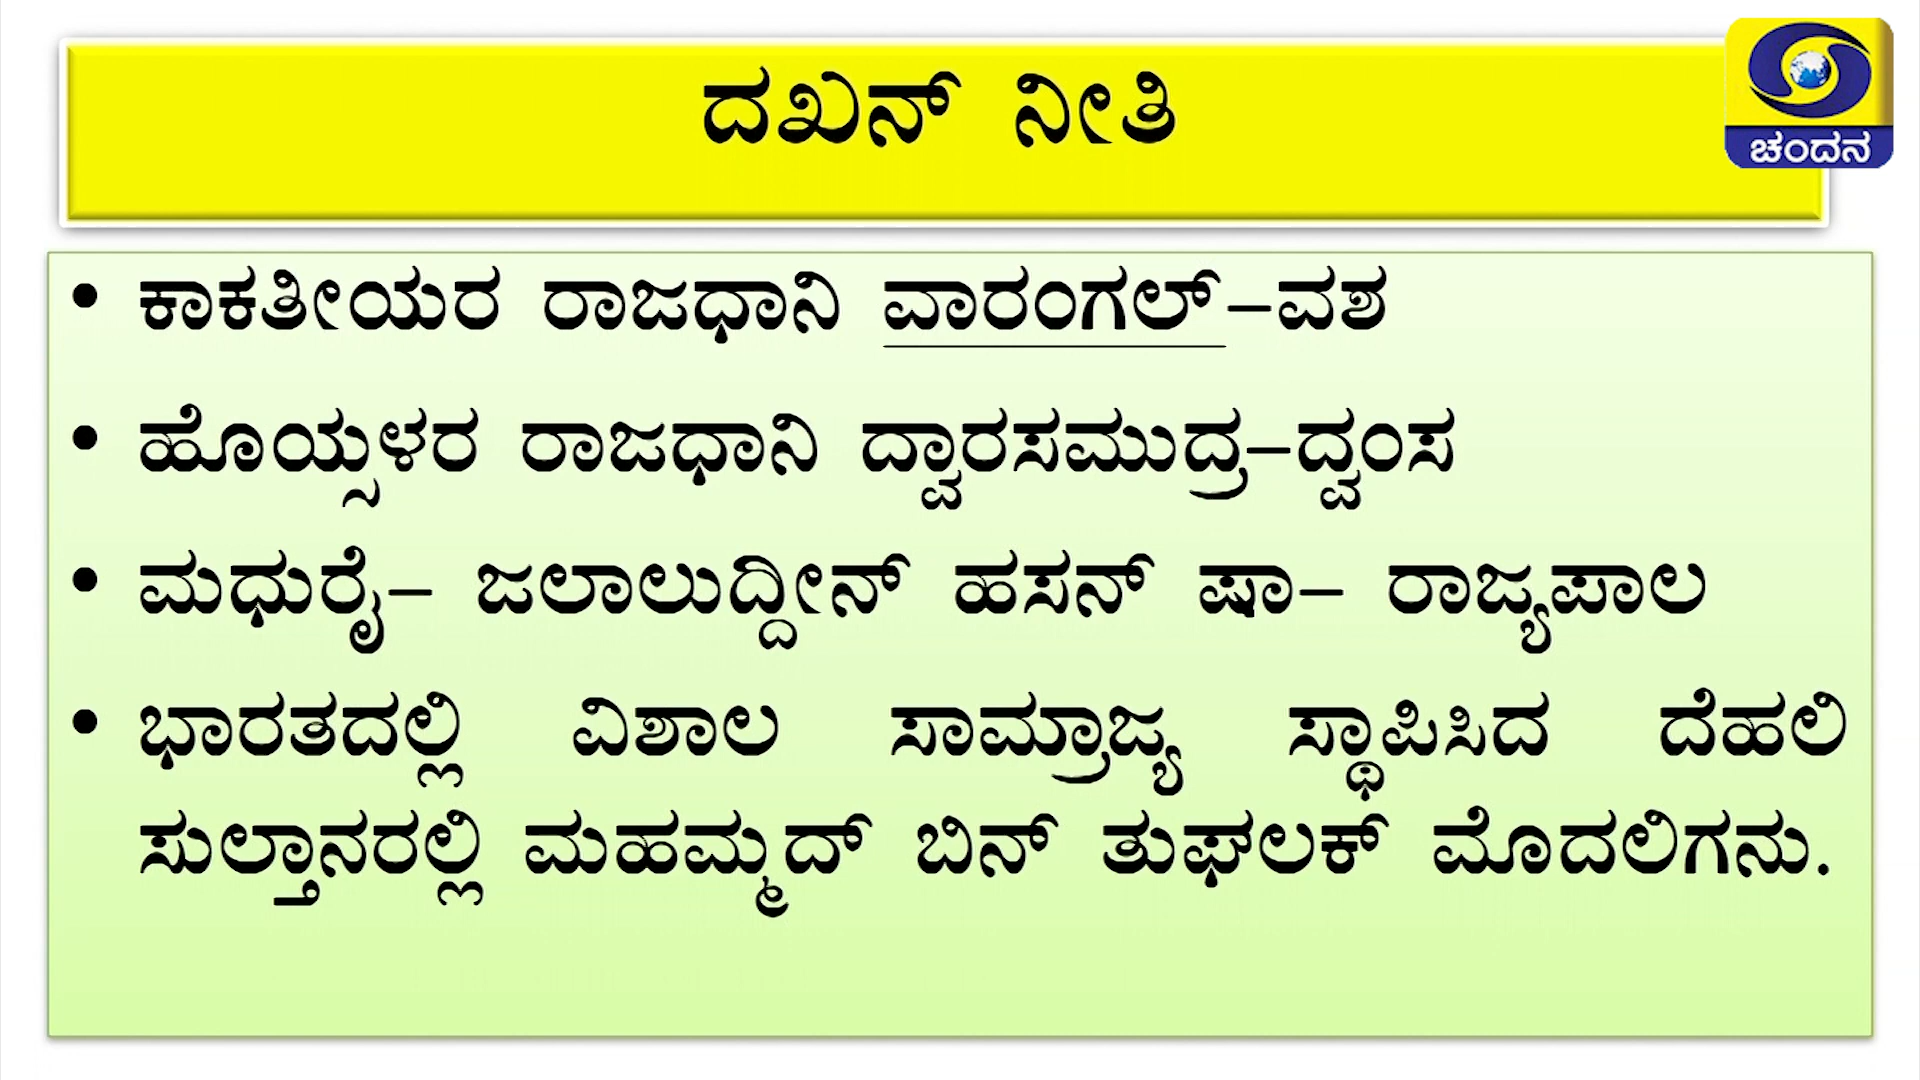 ದಖನ್ ನೀತಿ
ಚಂದನ
• ಕಾಕತೀಯರ ರಾಜಧಾನಿ ವಾರಂಗಲ್-ವಶ
• ಹೊಯ್ಸಳರ ರಾಜಧಾನಿ ದ್ವಾರಸಮುದ್ರ-ದ್ವಂಸ
• ಮಧುರೈ- ಜಲಾಲುದ್ದೀನ್ ಹಸನ್ ಷಾ- ರಾಜ್ಯಪಾಲ
• ಭಾರತದಲ್ಲಿ ವಿಶಾಲ ಸಾಮ್ರಾಜ್ಯ ಸ್ಥಾಪಿಸಿದ ದೆಹಲಿ
ಸುಲ್ತಾನರಲ್ಲಿ ಮಹಮ್ಮದ್ ಬಿನ್ ತುಘಲಕ್ ಮೊದಲಿಗನು.